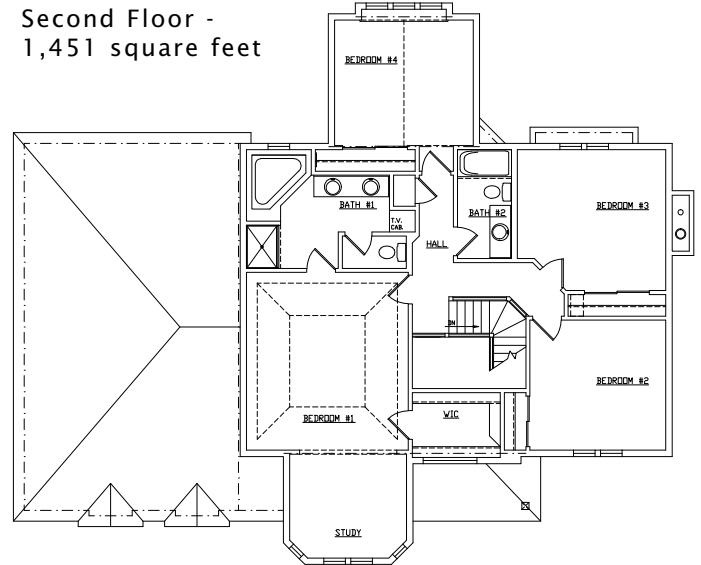 Second Floor -
1,451 square feet
BEDROOM #4
BATH #1
T.V.
CAB.
BATH #2
BEDROOM #3
HALL
DN
BEDROOM #2
WIC
BEDROOM #1
STUDY